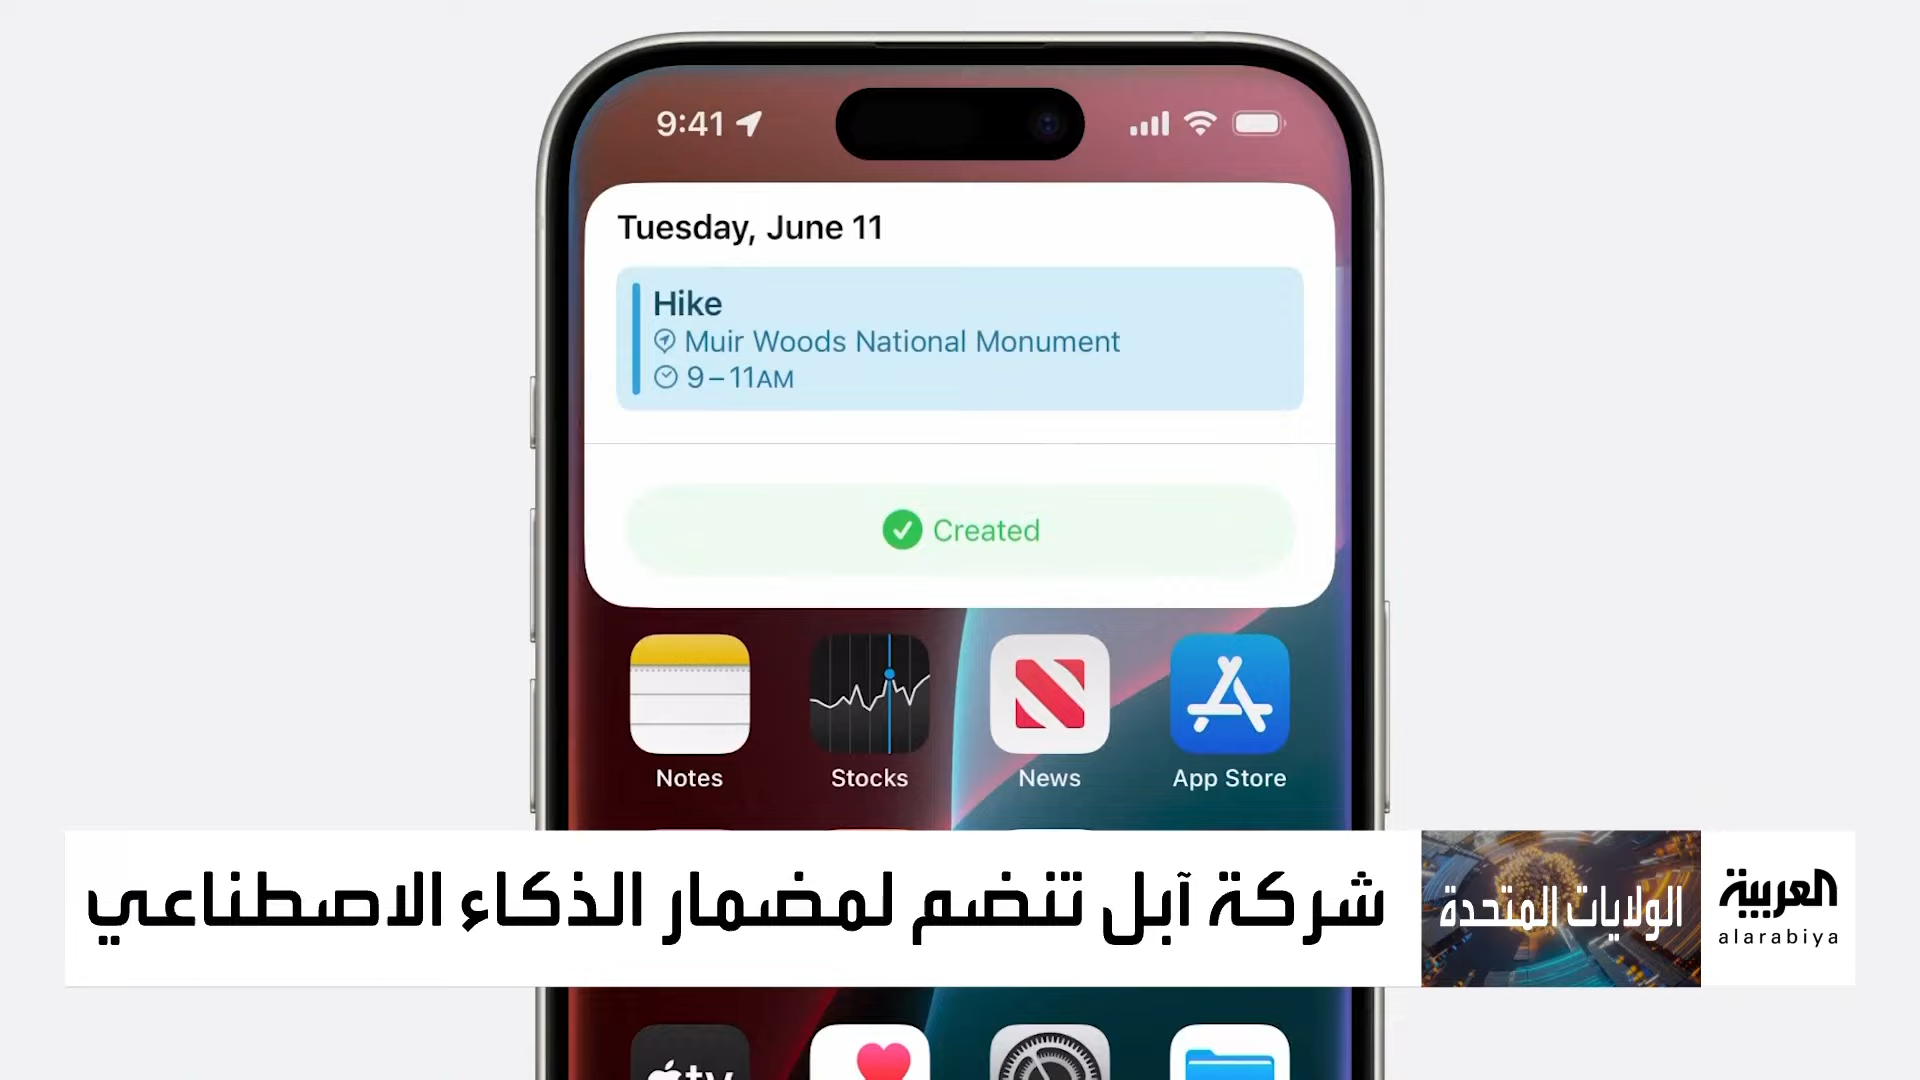 9:41
Tuesday, June 11
Hike
Muir Woods National Monument
9–11AM
Created
Notes
Stocks
News
App Store
شركة آبل تنضم لمضمار الذكاء الاصطناعي
الولايات المتحدة
العربية
alarabiya
tv